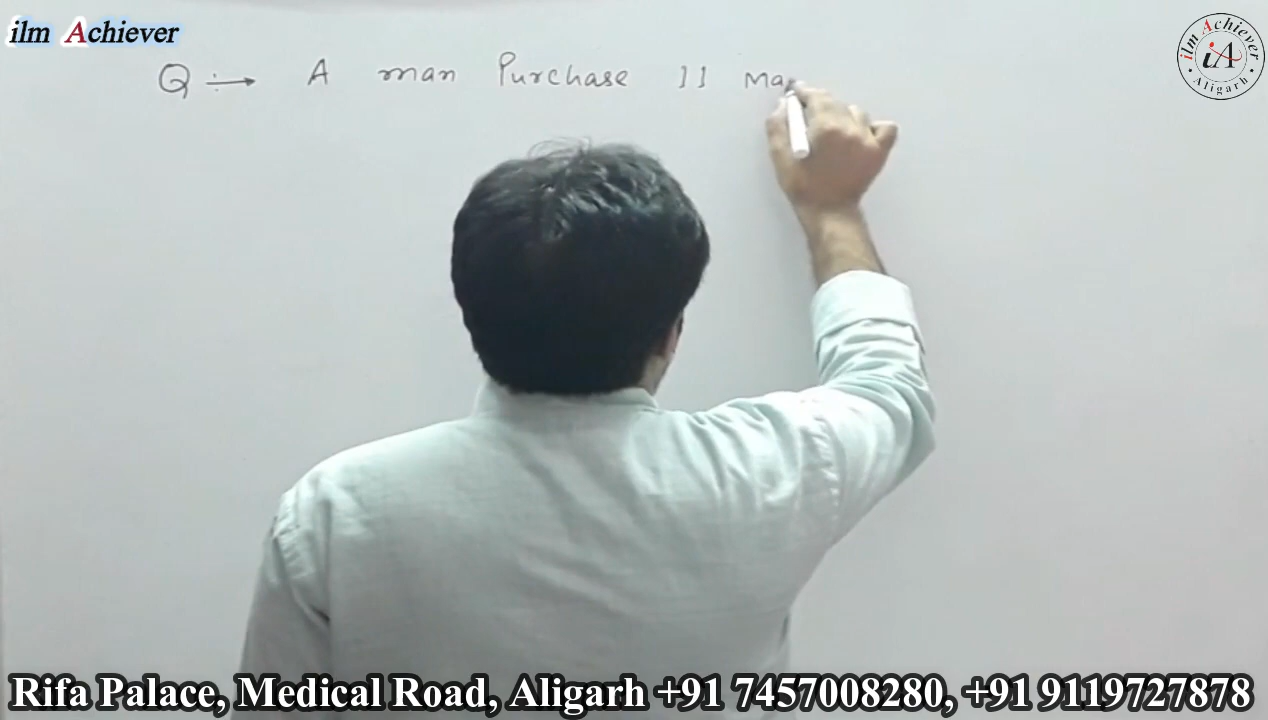 ilm Achiever
ilm Achiever
iA
Aligarh
Q :→ A man Purchase 11 ma
Rifa Palace, Medical Road, Aligarh +91 7457008280, +91 9119727878